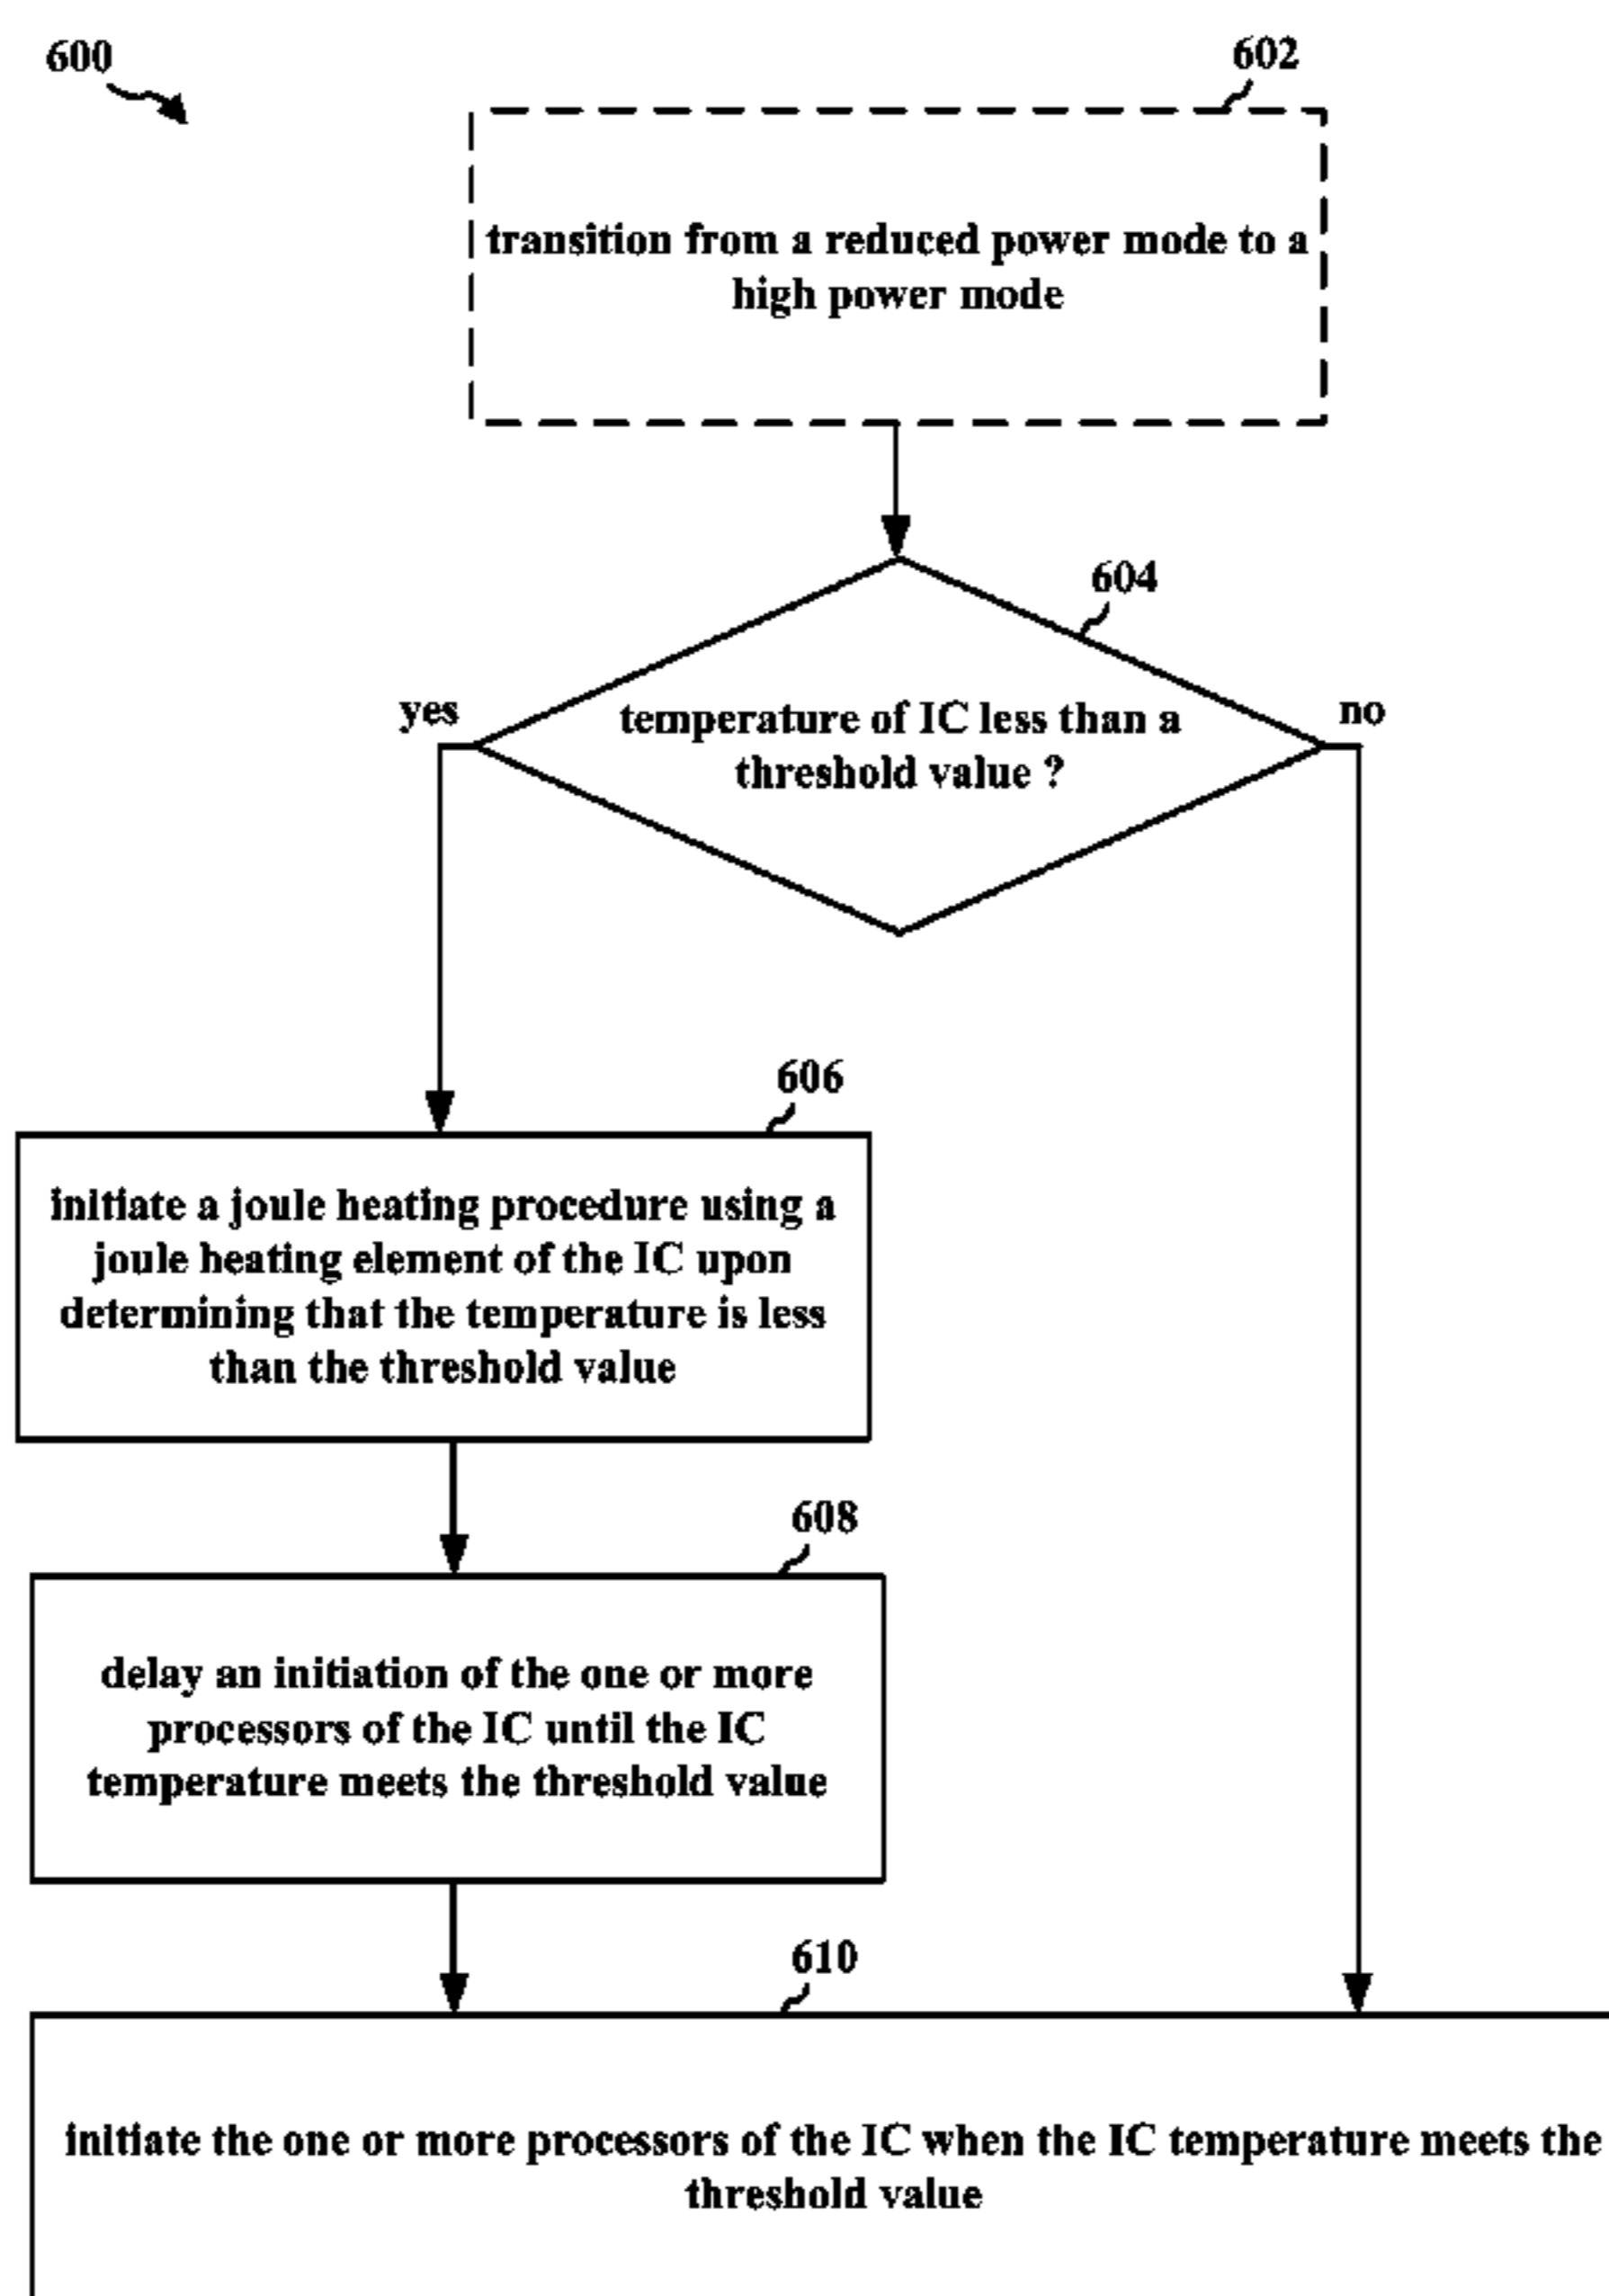 600
602
transition from a reduced power mode to a
high power mode
604
yes
temperature of IC less than a
threshold value ?
no
606
initiate a joule heating procedure using a
joule heating element of the IC upon
determining that the temperature is less
than the threshold value
608
delay an initiation of the one or more
processors of the IC until the IC
temperature meets the threshold value
610
initiate the one or more processors of the IC when the IC temperature meets the
threshold value